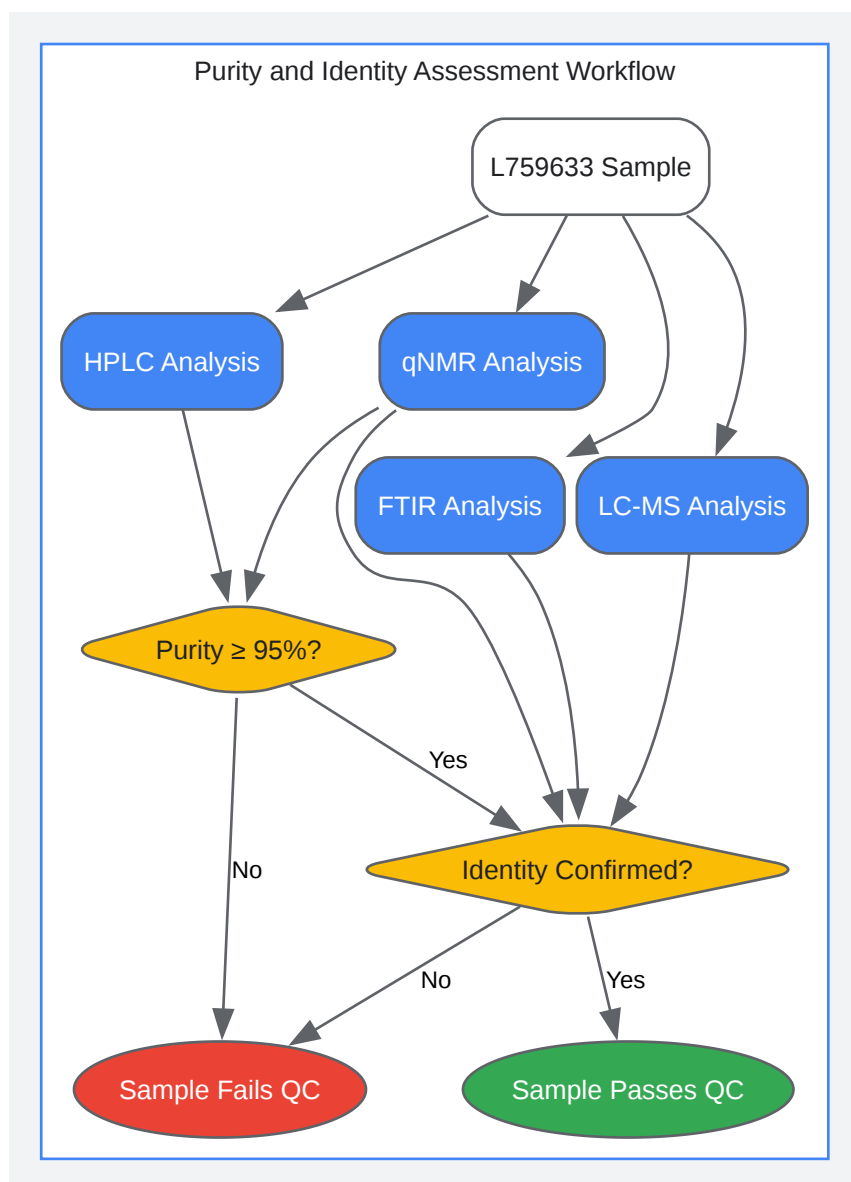 Purity and Identity Assessment Workflow
L759633 Sample
HPLC Analysis
qNMR Analysis
FTIR Analysis
LC-MS Analysis
Purity ≥ 95%?
Yes
No
Identity Confirmed?
No
Yes
Sample Fails QC
Sample Passes QC